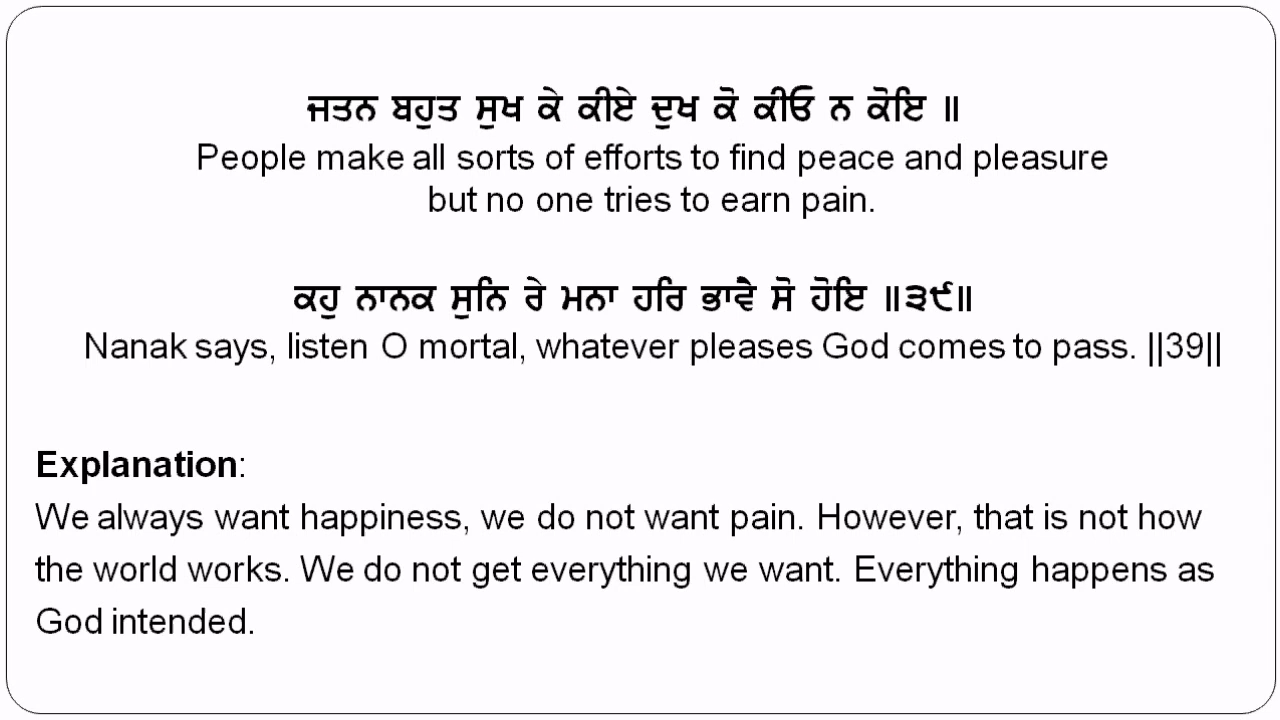 ਜਤਨ ਬਹੁਤ ਸੁਖ ਕੇ ਕੀਏ ਦੁਖ ਕੋ ਕੀਓ ਨ ਕੋਇ ॥
People make all sorts of efforts to find peace and pleasure
but no one tries to earn pain.
ਕਹੁ ਨਾਨਕ ਸੁਨਿ ਰੇ ਮਨਾ ਹਰਿ ਭਾਵੈ ਸੋ ਹੋਇ ॥੩੯॥
Nanak says, listen O mortal, whatever pleases God comes to pass. ||39||
Explanation:
We always want happiness, we do not want pain. However, that is not how
the world works. We do not get everything we want. Everything happens as
God intended.